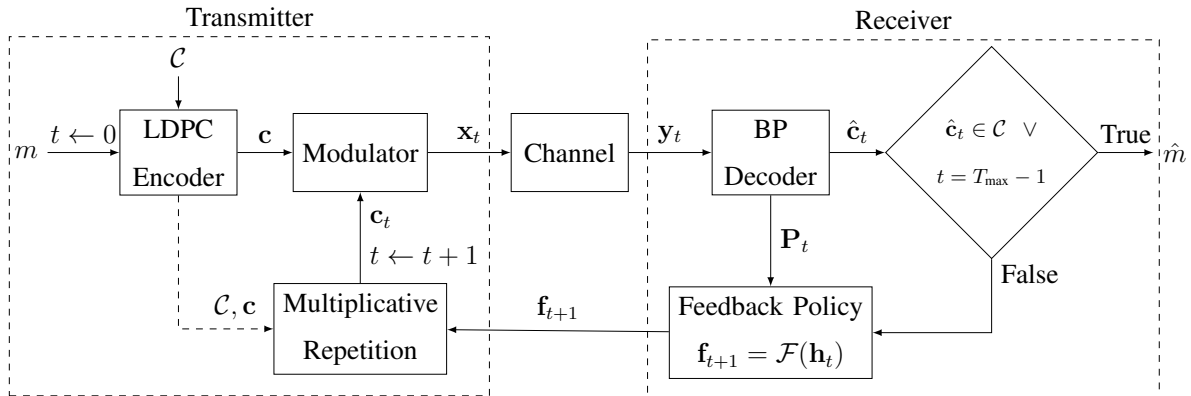 Transmitter
Receiver
𝒞
m
t ← 0
LDPC
Encoder
c
Modulator
x_t
Channel
y_t
BP
Decoder
ĉ_t
ĉ_t ∈ 𝒞 ∨
t = T_max − 1
True
m̂
c_t
t ← t + 1
P_t
False
𝒞, c
Multiplicative
Repetition
f_{t+1}
Feedback Policy
f_{t+1} = ℱ(h_t)